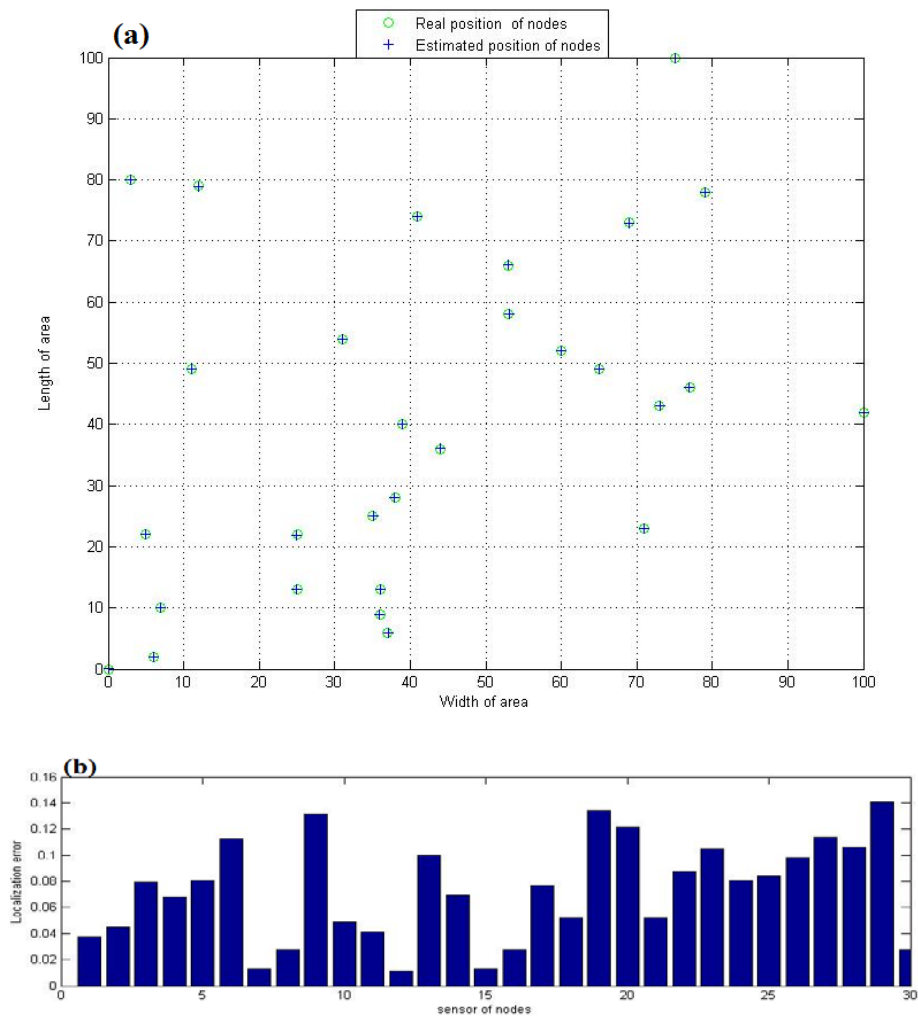 (a)
Real position of nodes
Estimated position of nodes
100
90
80
70
60
50
40
30
20
10
0
Length of area
0 10 20 30 40 50 60 70 80 90 100
Width of area
(b)
0.16
0.14
0.12
0.1
0.08
0.06
0.04
0.02
0
Localization error
0 5 10 15 20 25 30
sensor of nodes